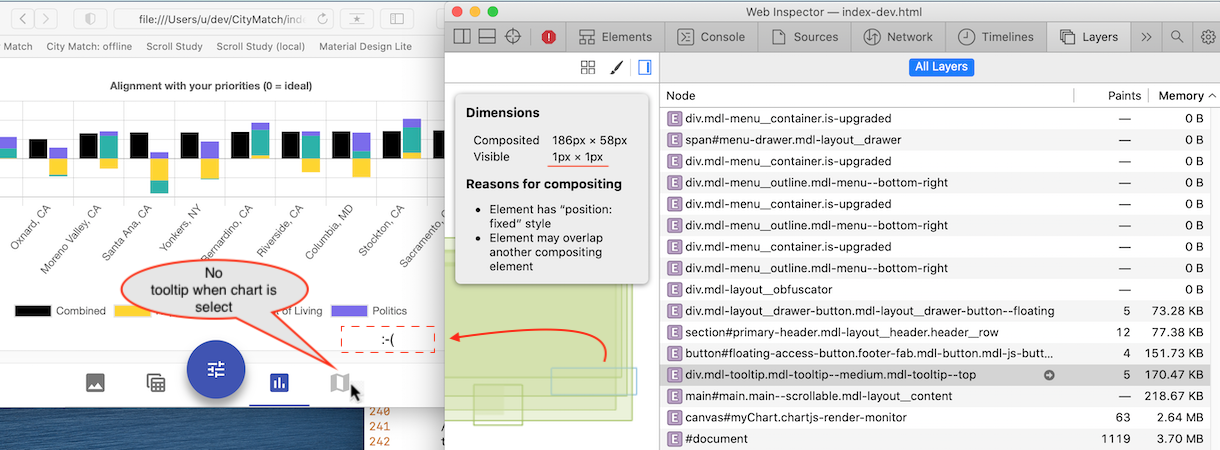 file:///Users/u/dev/CityMatch/inde
Match City Match: offline Scroll Study Scroll Study (local) Material Design Lite
Alignment with your priorities (0 = ideal)
Oxnard, CA
Moreno Valley, CA
Santa Ana, CA
Yonkers, NY
Bernardino, CA
Riverside, CA
Columbia, MD
Stockton, CA
Sacramento,
No
tooltip when chart is
select
Combined
of Living
Politics
:-(
240
241
242
Web Inspector — index-dev.html
Elements Console Sources Network Timelines Layers
All Layers
Dimensions
Composited 186px × 58px
Visible 1px × 1px
Reasons for compositing
• Element has “position:
fixed” style
• Element may overlap
another compositing
element
Node Paints Memory
E div.mdl-menu__container.is-upgraded — 0 B
E span#menu-drawer.mdl-layout__drawer — 0 B
E div.mdl-menu__container.is-upgraded — 0 B
E div.mdl-menu__outline.mdl-menu--bottom-right — 0 B
E div.mdl-menu__container.is-upgraded — 0 B
E div.mdl-menu__outline.mdl-menu--bottom-right — 0 B
E div.mdl-menu__container.is-upgraded — 0 B
E div.mdl-menu__outline.mdl-menu--bottom-right — 0 B
E div.mdl-layout__obfuscator — 0 B
E div.mdl-layout__drawer-button.mdl-layout__drawer-button--floating 5 73.28 KB
E section#primary-header.mdl-layout__header.header__row 12 77.38 KB
E button#floating-access-button.footer-fab.mdl-button.mdl-js-butt... 4 151.73 KB
E div.mdl-tooltip.mdl-tooltip--medium.mdl-tooltip--top 5 170.47 KB
E main#main.main--scrollable.mdl-layout__content — 218.67 KB
E canvas#myChart.chartjs-render-monitor 63 2.64 MB
E #document 1119 3.70 MB